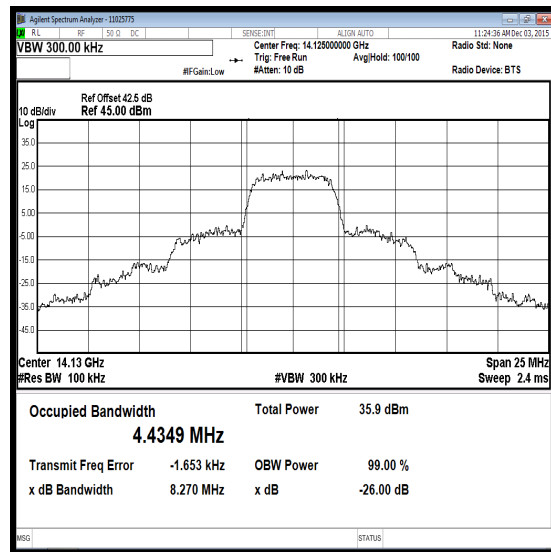 Agilent Spectrum Analyzer - 11025775
LXI RL RF 50 Ω DC SENSE:INT ALIGN AUTO 11:24:36 AM Dec 03, 2015
VBW 300.00 kHz Center Freq: 14.125000000 GHz Radio Std: None
Trig: Free Run Avg|Hold: 100/100
#IFGain:Low #Atten: 10 dB Radio Device: BTS
Ref Offset 42.5 dB
10 dB/div Ref 45.00 dBm
Log
35.0
25.0
15.0
5.00
-5.00
-15.0
-25.0
-35.0
-45.0
Center 14.13 GHz Span 25 MHz
#Res BW 100 kHz #VBW 300 kHz Sweep 2.4 ms
Occupied Bandwidth Total Power 35.9 dBm
4.4349 MHz
Transmit Freq Error -1.653 kHz OBW Power 99.00 %
x dB Bandwidth 8.270 MHz x dB -26.00 dB
MSG STATUS